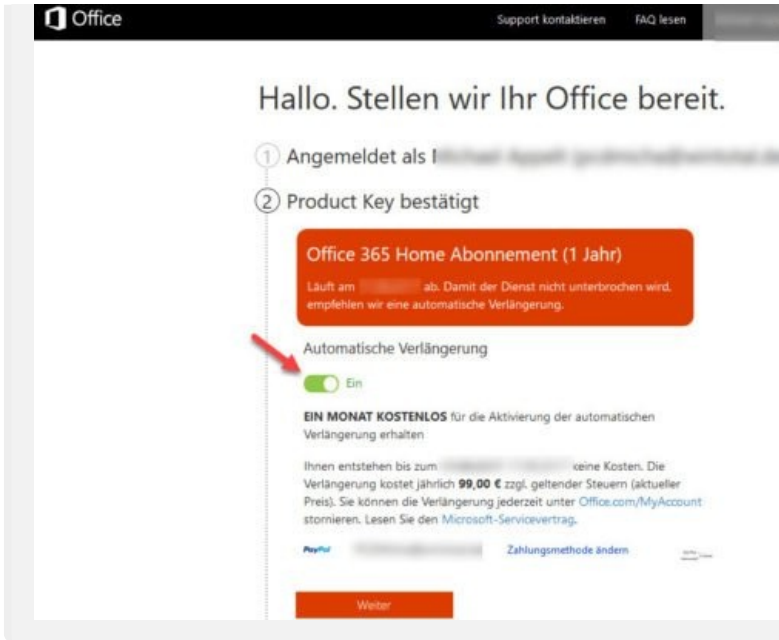 Office
Support kontaktieren FAQ lesen
Hallo. Stellen wir Ihr Office bereit.
1 Angemeldet als
2 Product Key bestätigt
Office 365 Home Abonnement (1 Jahr)
Läuft am ab. Damit der Dienst nicht unterbrochen wird,
empfehlen wir eine automatische Verlängerung.
Automatische Verlängerung
Ein
EIN MONAT KOSTENLOS für die Aktivierung der automatischen
Verlängerung erhalten
Ihnen entstehen bis zum keine Kosten. Die
Verlängerung kostet jährlich 99,00 € zzgl. geltender Steuern (aktueller
Preis). Sie können die Verlängerung jederzeit unter Office.com/MyAccount
stornieren. Lesen Sie den Microsoft-Servicevertrag.
PayPal Zahlungsmethode ändern
Weiter